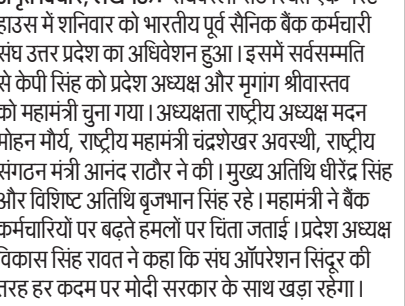 हाउस में शनिवार को भारतीय पूर्व सैनिक बैंक कर्मचारी
संघ उत्तर प्रदेश का अधिवेशन हुआ। इसमें सर्वसम्मति
से केपी सिंह को प्रदेश अध्यक्ष और मृगांग श्रीवास्तव
को महामंत्री चुना गया। अध्यक्षता राष्ट्रीय अध्यक्ष मदन
मोहन मौर्य, राष्ट्रीय महामंत्री चंद्रशेखर अवस्थी, राष्ट्रीय
संगठन मंत्री आनंद राठौर ने की। मुख्य अतिथि धीरेंद्र सिंह
और विशिष्ट अतिथि बृजभान सिंह रहे। महामंत्री ने बैंक
कर्मचारियों पर बढ़ते हमलों पर चिंता जताई। प्रदेश अध्यक्ष
विकास सिंह रावत ने कहा कि संघ ऑपरेशन सिंदूर की
तरह हर कदम पर मोदी सरकार के साथ खड़ा रहेगा।